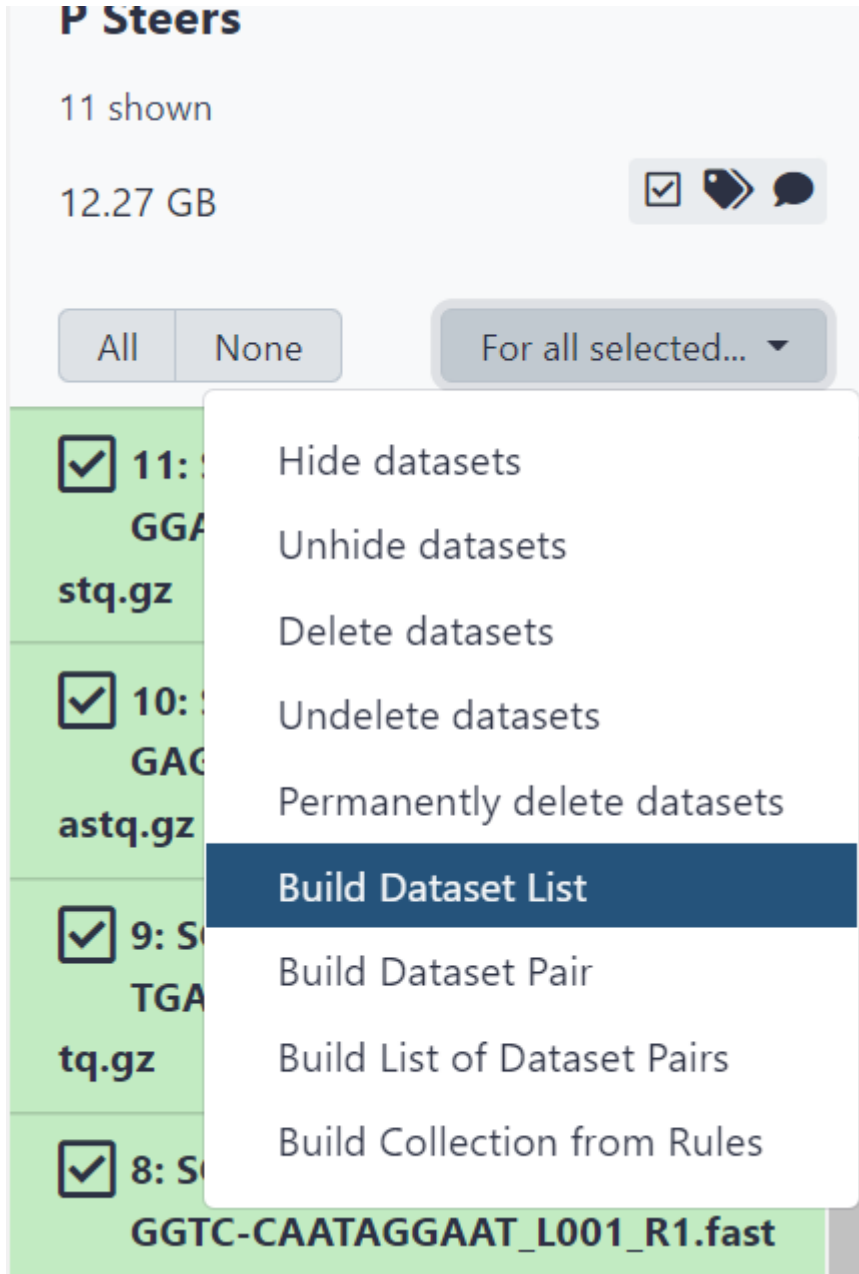 P Steers
11 shown
12.27 GB
All
None
For all selected...
Hide datasets
Unhide datasets
Delete datasets
Undelete datasets
Permanently delete datasets
Build Dataset List
Build Dataset Pair
Build List of Dataset Pairs
Build Collection from Rules
11:
GGA
stq.gz
10:
GAG
astq.gz
9: S
TGA
tq.gz
8: S
GGTC-CAATAGGAAT_L001_R1.fast